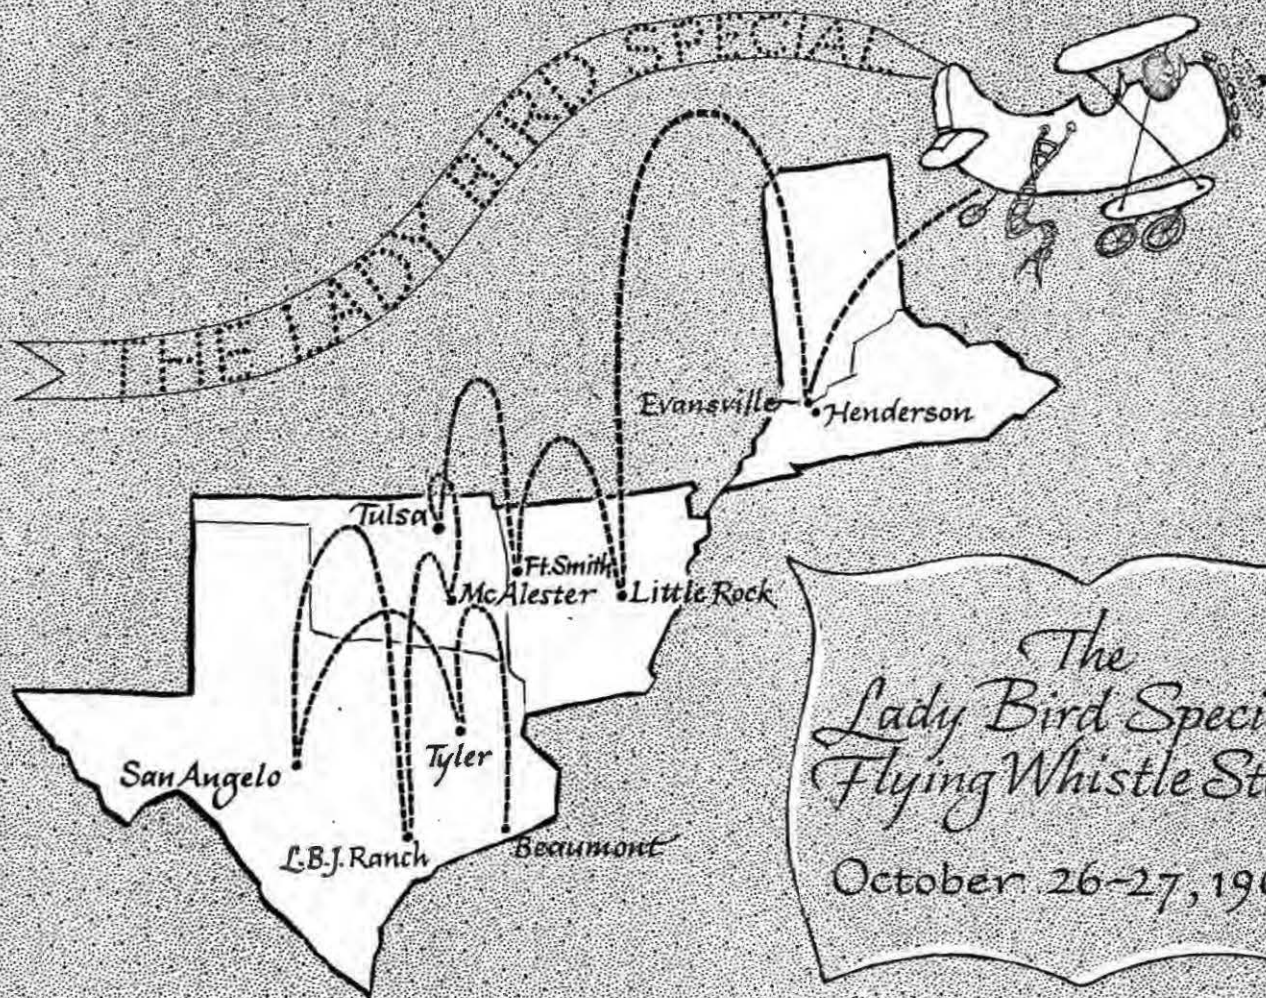 THE LADY BIRD SPECIAL
Evansville
Henderson
Tulsa
Ft. Smith
McAlester
Little Rock
Tyler
San Angelo
L.B.J. Ranch
Beaumont
The
Lady Bird Speci
Flying Whistle St
October 26-27, 19